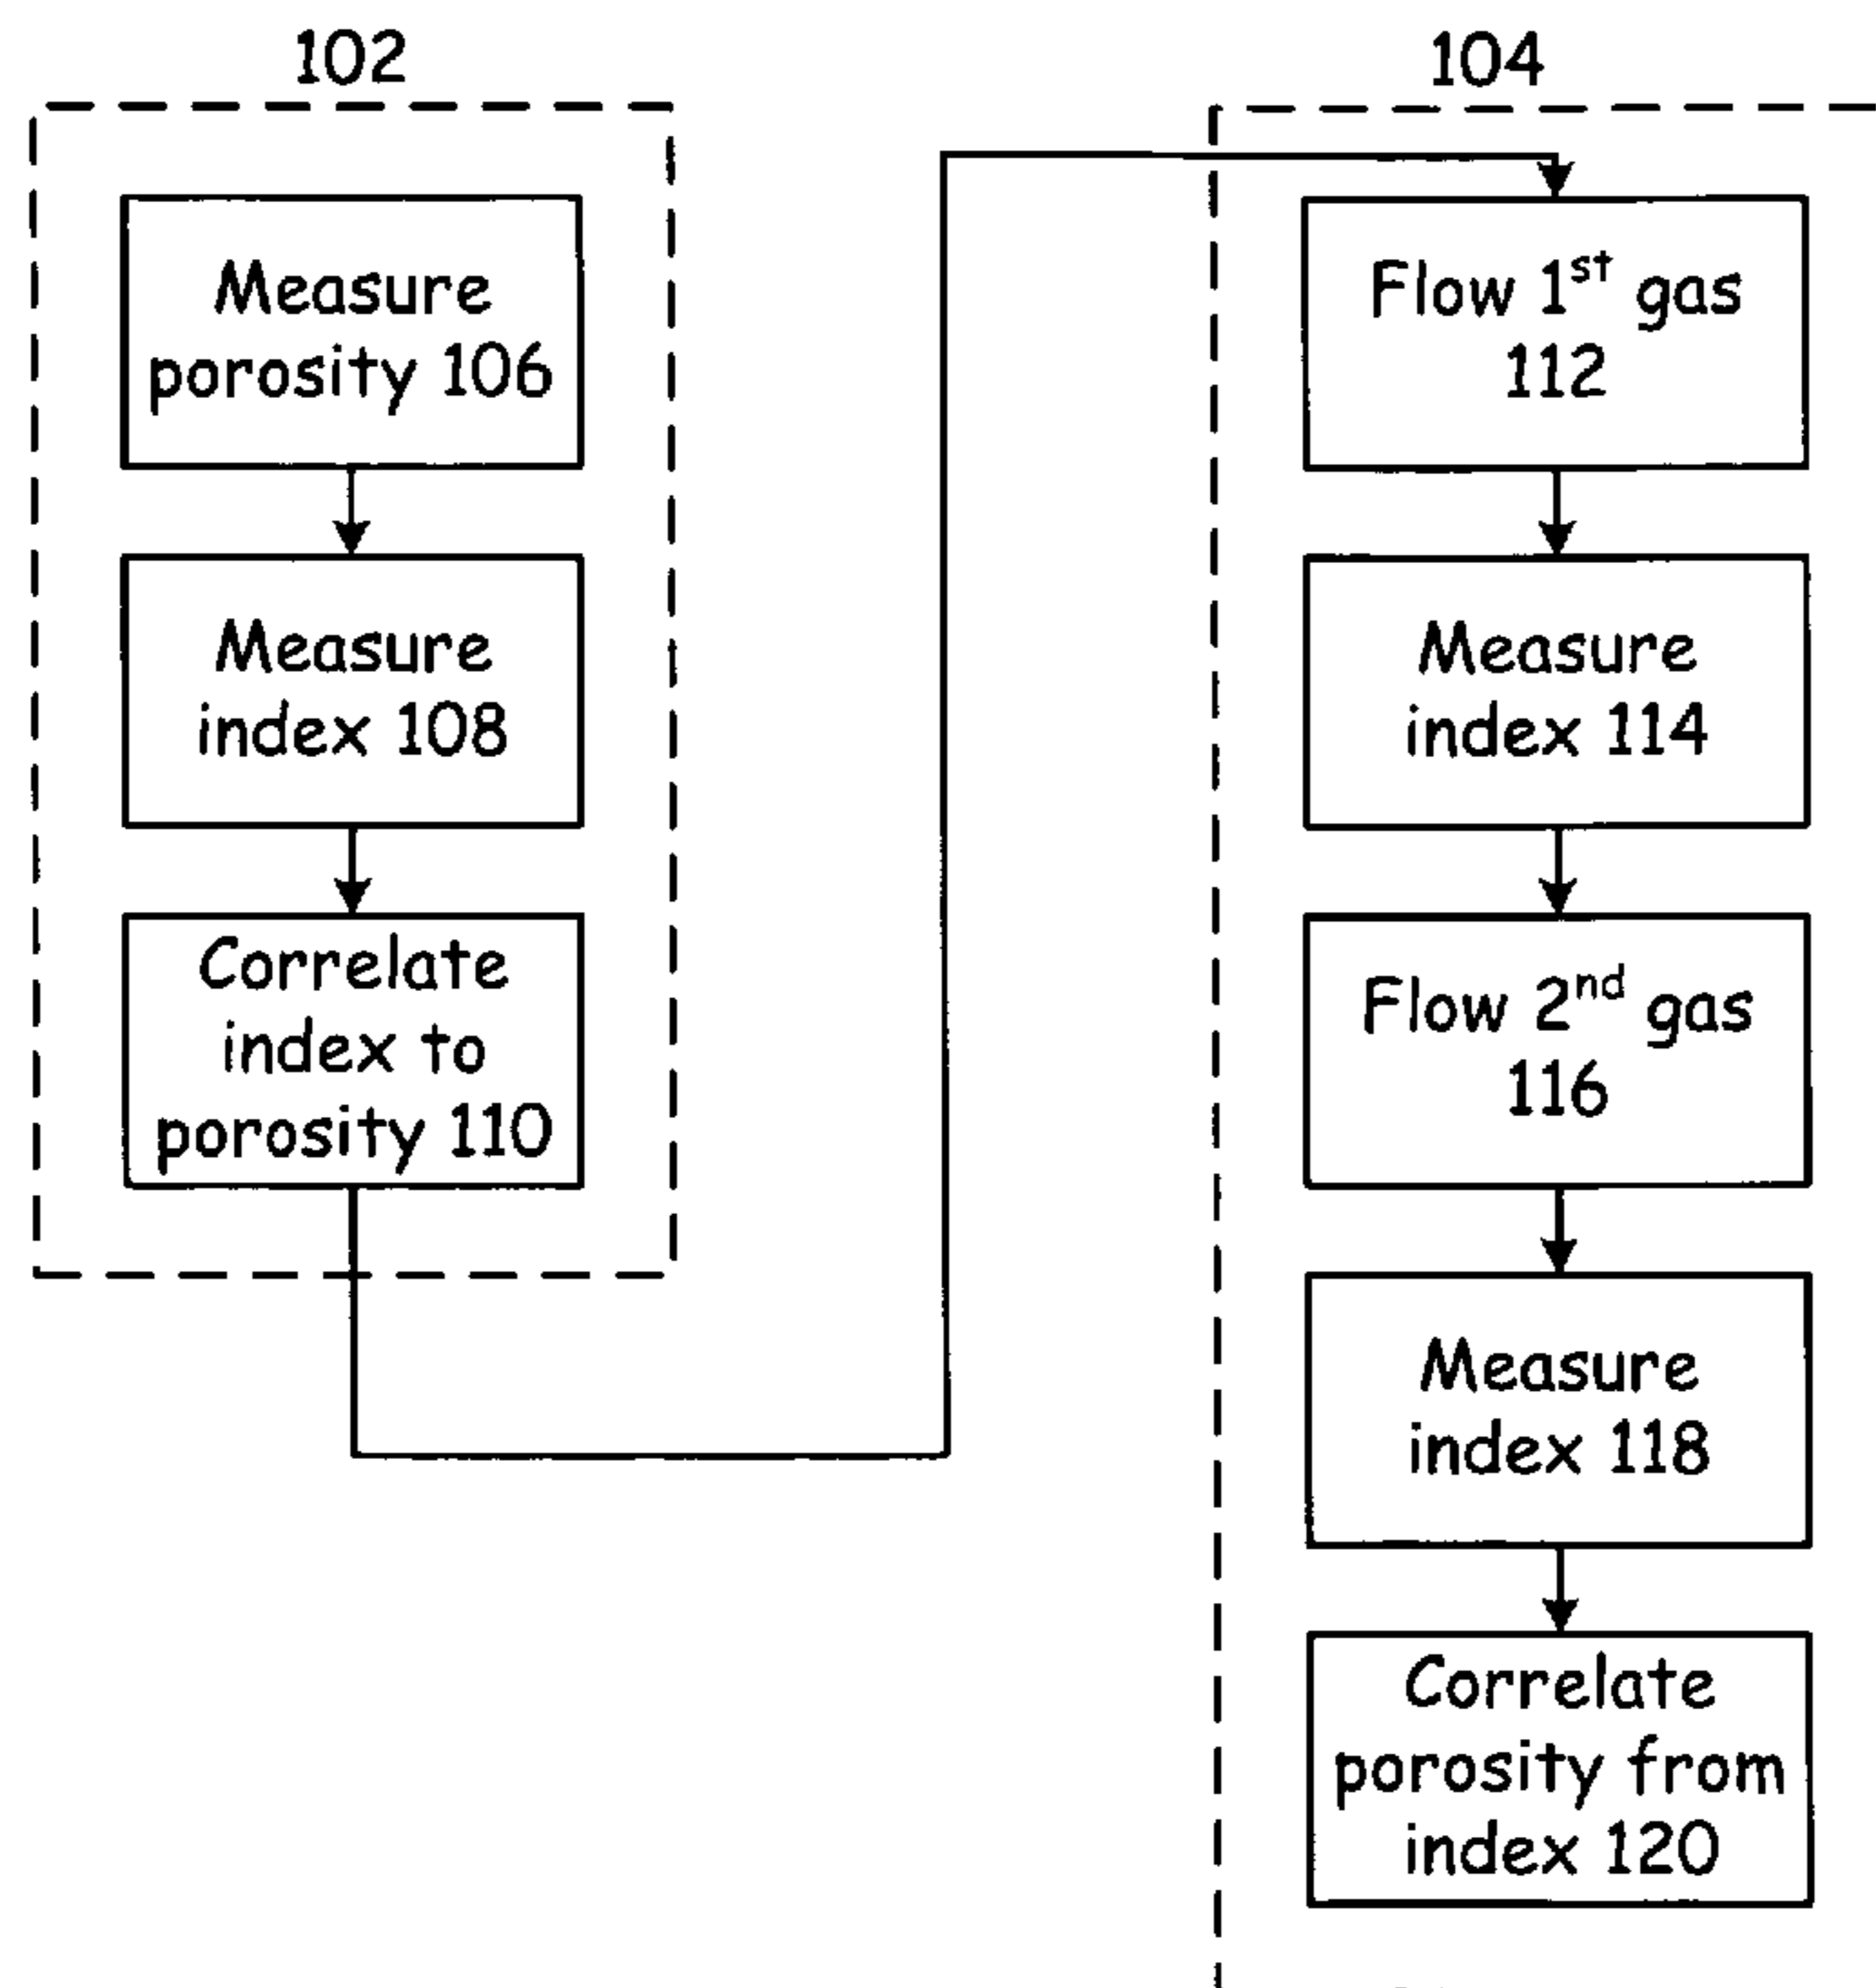 102
Measure
porosity 106
Measure
index 108
Correlate
index to
porosity 110
104
Flow 1st gas
112
Measure
index 114
Flow 2nd gas
116
Measure
index 118
Correlate
porosity from
index 120